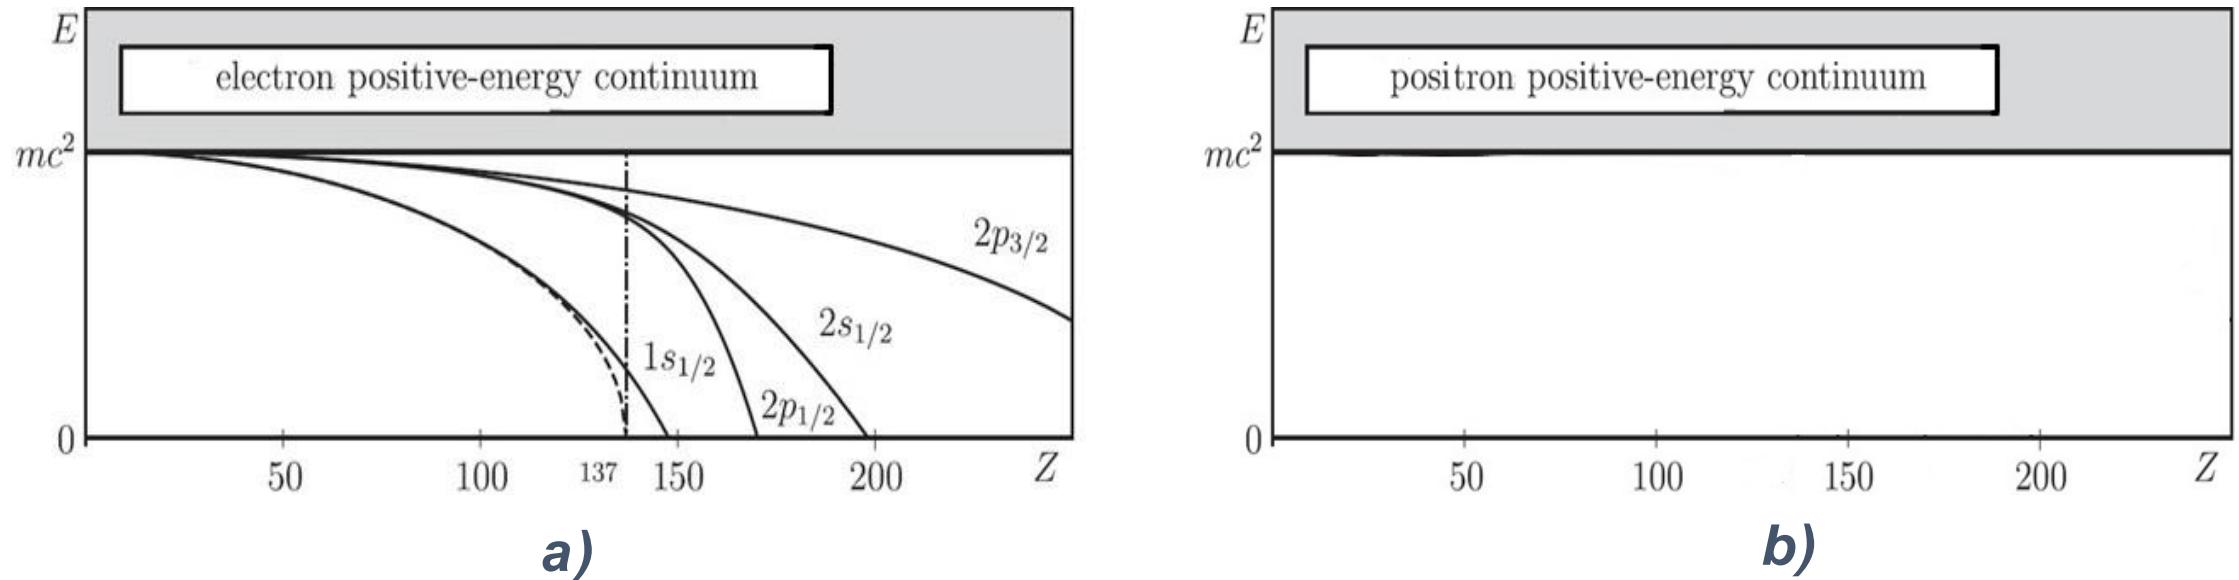 E
electron positive-energy continuum
mc²
2p₃/₂
2s₁/₂
1s₁/₂
2p₁/₂
0
50 100 137 150 200 Z
a)
E
positron positive-energy continuum
mc²
0
50 100 150 200 Z
b)